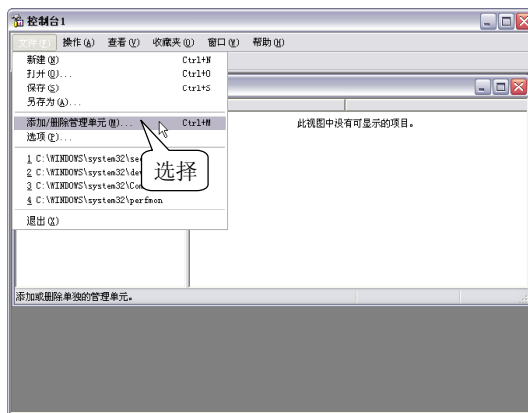 控制台1
文件(F) 操作(A) 查看(V) 收藏夹(O) 窗口(W) 帮助(H)
新建(N) Ctrl+N
打开(O)... Ctrl+O
保存(S) Ctrl+S
另存为(A)...
添加/删除管理单元(M)... Ctrl+M
此视图中没有可显示的项目。
选项(P)...
1 C:\WINDOWS\system32\se
2 C:\WINDOWS\system32\de
3 C:\WINDOWS\system32\Com
4 C:\WINDOWS\system32\perfmon
选择
退出(X)
添加或删除单独的管理单元。